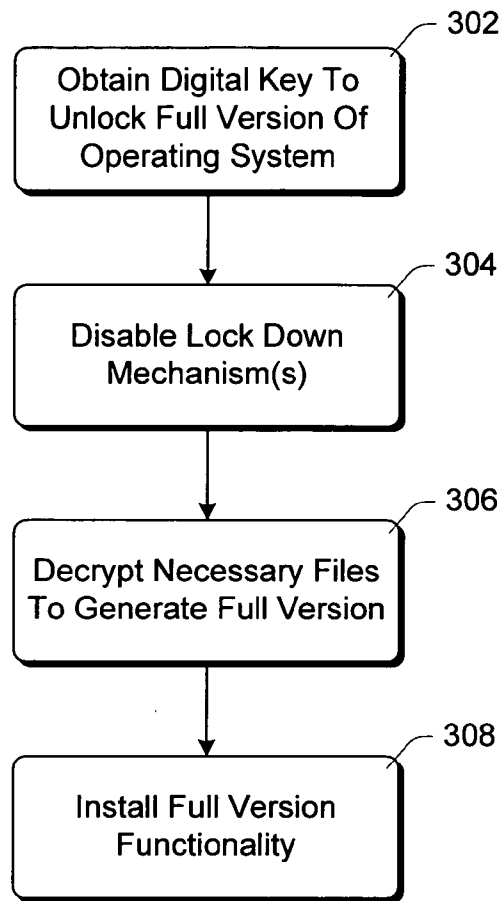 302
Obtain Digital Key To
Unlock Full Version Of
Operating System
304
Disable Lock Down
Mechanism(s)
306
Decrypt Necessary Files
To Generate Full Version
308
Install Full Version
Functionality